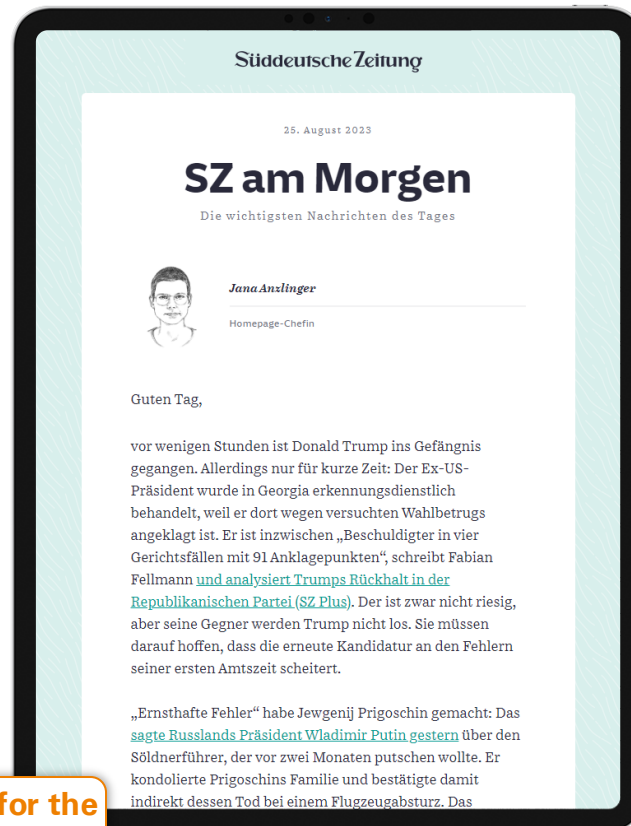 Süddeutsche Zeitung
25. August 2023
SZ am Morgen
Die wichtigsten Nachrichten des Tages
Jana Anzlinger
Homepage-Chefin
Guten Tag,
vor wenigen Stunden ist Donald Trump ins Gefängnis
gegangen. Allerdings nur für kurze Zeit: Der Ex-US-
Präsident wurde in Georgia erkennungsdienstlich
behandelt, weil er dort wegen versuchten Wahlbetrugs
angeklagt ist. Er ist inzwischen „Beschuldigter in vier
Gerichtsfällen mit 91 Anklagepunkten“, schreibt Fabian
Fellmann und analysiert Trumps Rückhalt in der
Republikanischen Partei (SZ Plus). Der ist zwar nicht riesig,
aber seine Gegner werden Trump nicht los. Sie müssen
darauf hoffen, dass die erneute Kandidatur an den Fehlern
seiner ersten Amtszeit scheitert.
„Ernsthafte Fehler“ habe Jewgenij Prigoschin gemacht: Das
sagte Russlands Präsident Wladimir Putin gestern über den
Söldnerführer, der vor zwei Monaten putschen wollte. Er
kondolierte Prigoschins Familie und bestätigte damit
indirekt dessen Tod bei einem Flugzeugabsturz. Das
for the